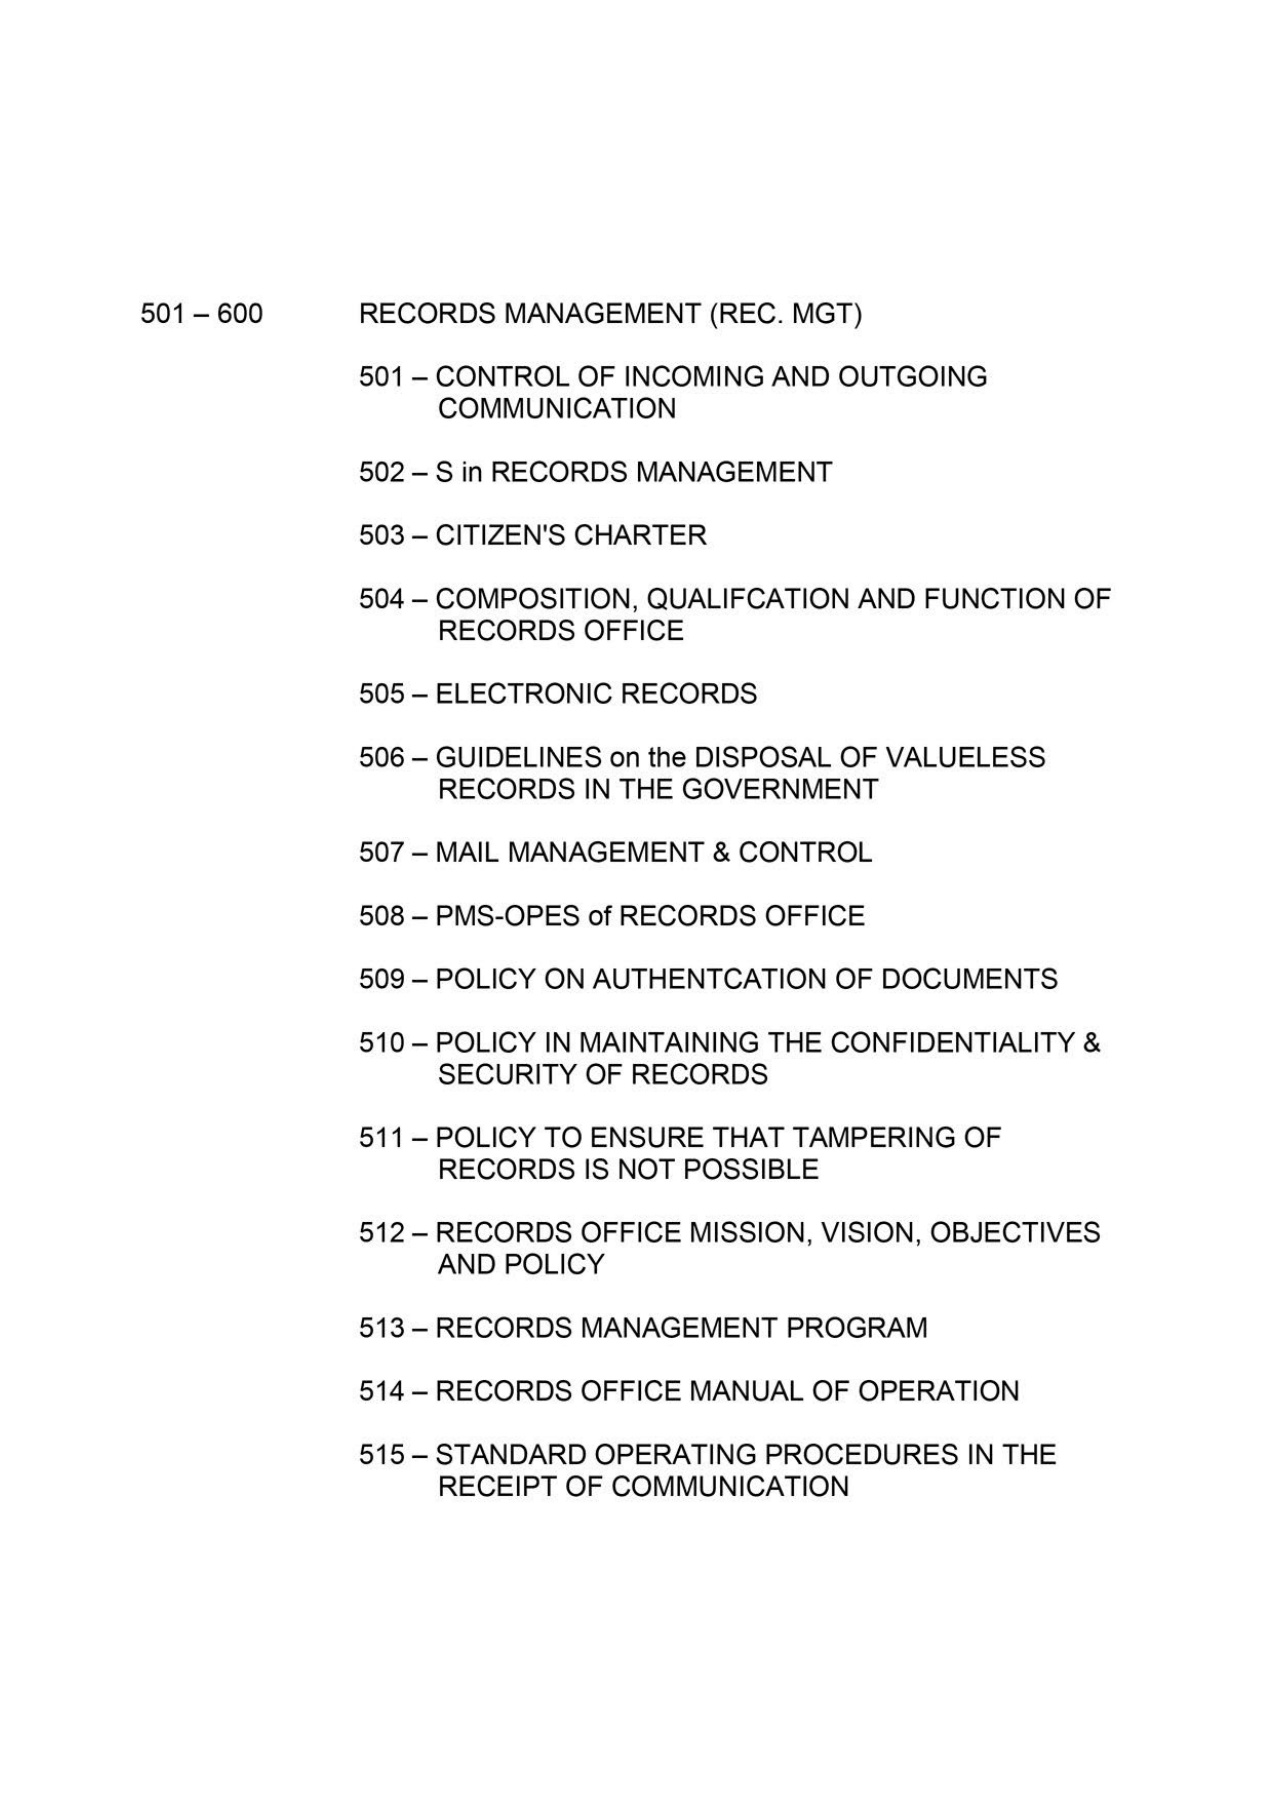 501 – 600 RECORDS MANAGEMENT (REC. MGT)
501 – CONTROL OF INCOMING AND OUTGOING
COMMUNICATION
502 – S in RECORDS MANAGEMENT
503 – CITIZEN'S CHARTER
504 – COMPOSITION, QUALIFCATION AND FUNCTION OF
RECORDS OFFICE
505 – ELECTRONIC RECORDS
506 – GUIDELINES on the DISPOSAL OF VALUELESS
RECORDS IN THE GOVERNMENT
507 – MAIL MANAGEMENT & CONTROL
508 – PMS-OPES of RECORDS OFFICE
509 – POLICY ON AUTHENTCATION OF DOCUMENTS
510 – POLICY IN MAINTAINING THE CONFIDENTIALITY &
SECURITY OF RECORDS
511 – POLICY TO ENSURE THAT TAMPERING OF
RECORDS IS NOT POSSIBLE
512 – RECORDS OFFICE MISSION, VISION, OBJECTIVES
AND POLICY
513 – RECORDS MANAGEMENT PROGRAM
514 – RECORDS OFFICE MANUAL OF OPERATION
515 – STANDARD OPERATING PROCEDURES IN THE
RECEIPT OF COMMUNICATION